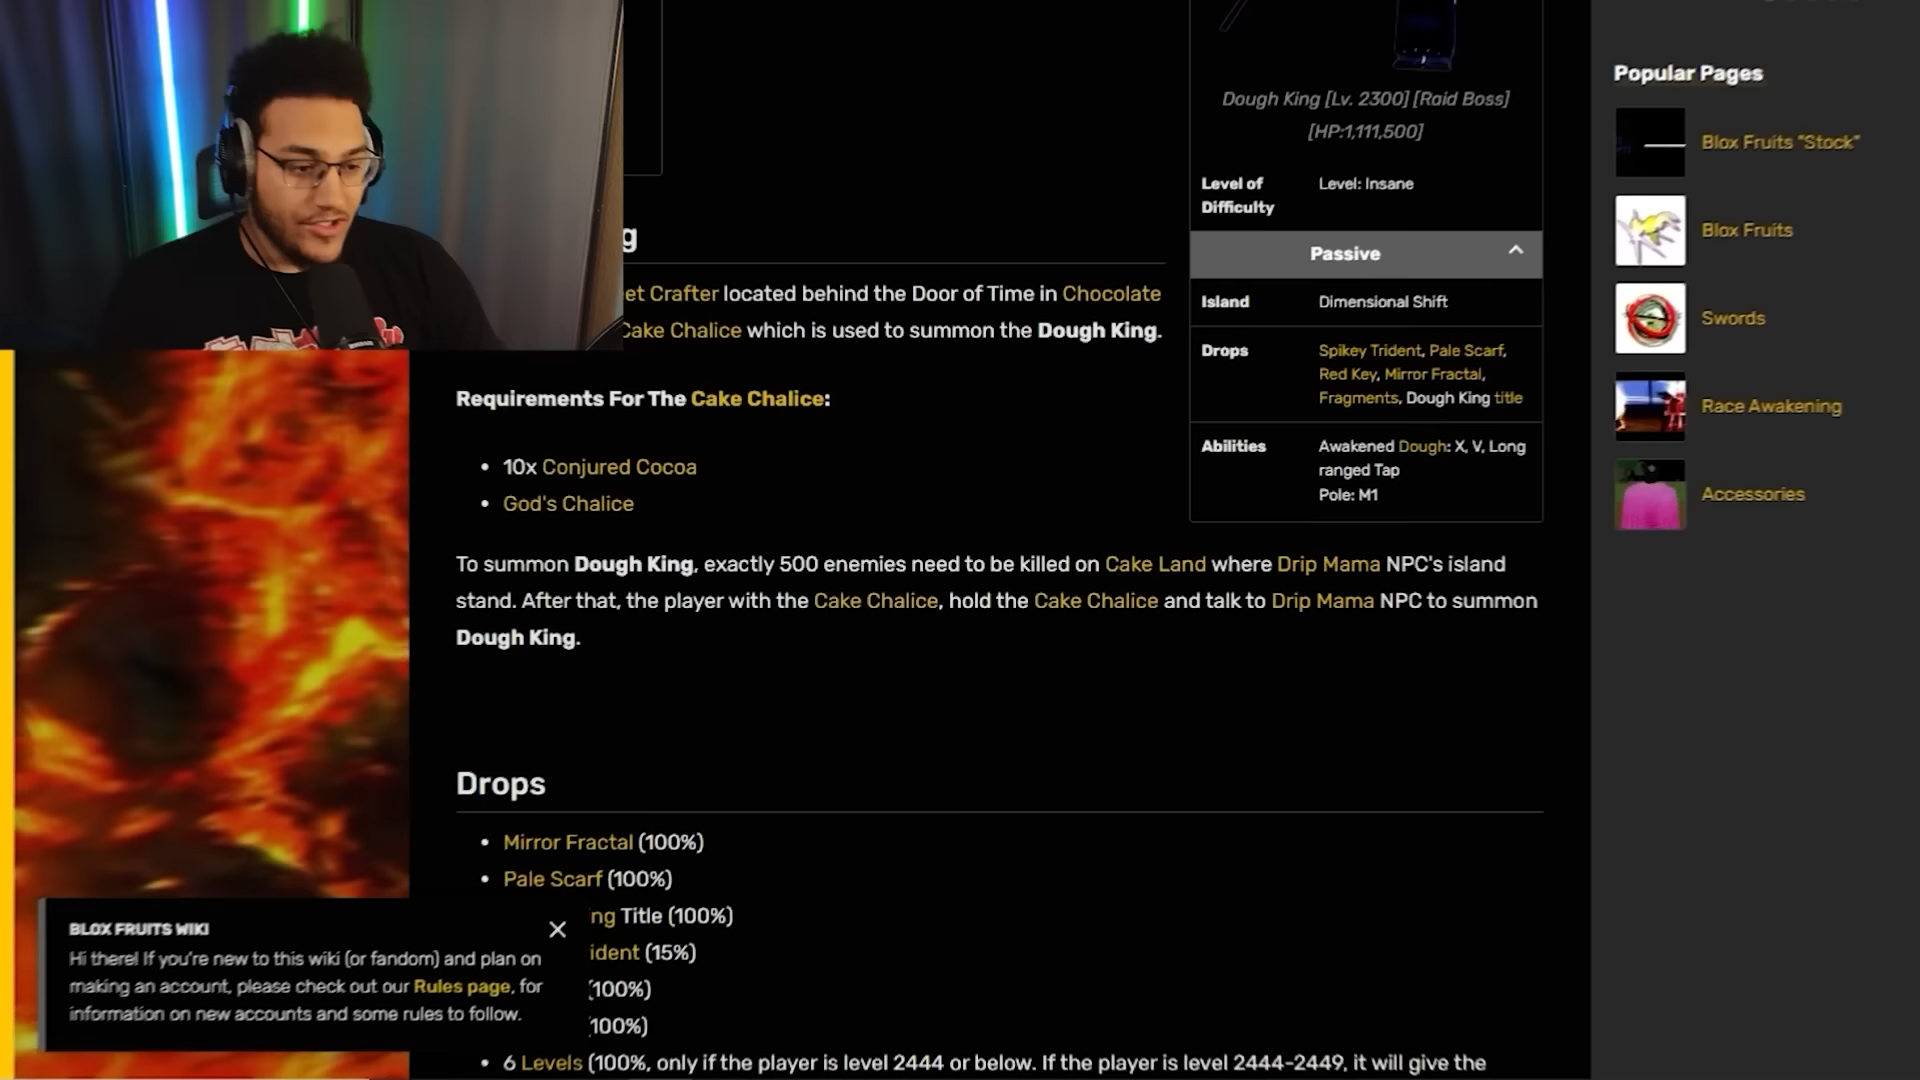 Dough King [Lv. 2300] [Raid Boss]
[HP:1,111,500]
Level of
Difficulty
Level: Insane
Passive
Island
Dimensional Shift
Drops
Spikey Trident, Pale Scarf,
Red Key, Mirror Fractal,
Fragments, Dough King title
Abilities
Awakened Dough: X, V, Long
ranged Tap
Pole: M1
g
et Crafter located behind the Door of Time in Chocolate
Cake Chalice which is used to summon the Dough King.
Requirements For The Cake Chalice:
• 10x Conjured Cocoa
• God's Chalice
To summon Dough King, exactly 500 enemies need to be killed on Cake Land where Drip Mama NPC's island
stand. After that, the player with the Cake Chalice, hold the Cake Chalice and talk to Drip Mama NPC to summon
Dough King.
Drops
• Mirror Fractal (100%)
• Pale Scarf (100%)
ng Title (100%)
ident (15%)
(100%)
(100%)
• 6 Levels (100%, only if the player is level 2444 or below. If the player is level 2444-2449, it will give the
BLOX FRUITS WIKI
Hi there! If you're new to this wiki (or fandom) and plan on
making an account, please check out our Rules page, for
information on new accounts and some rules to follow.
Popular Pages
Blox Fruits "Stock"
Blox Fruits
Swords
Race Awakening
Accessories